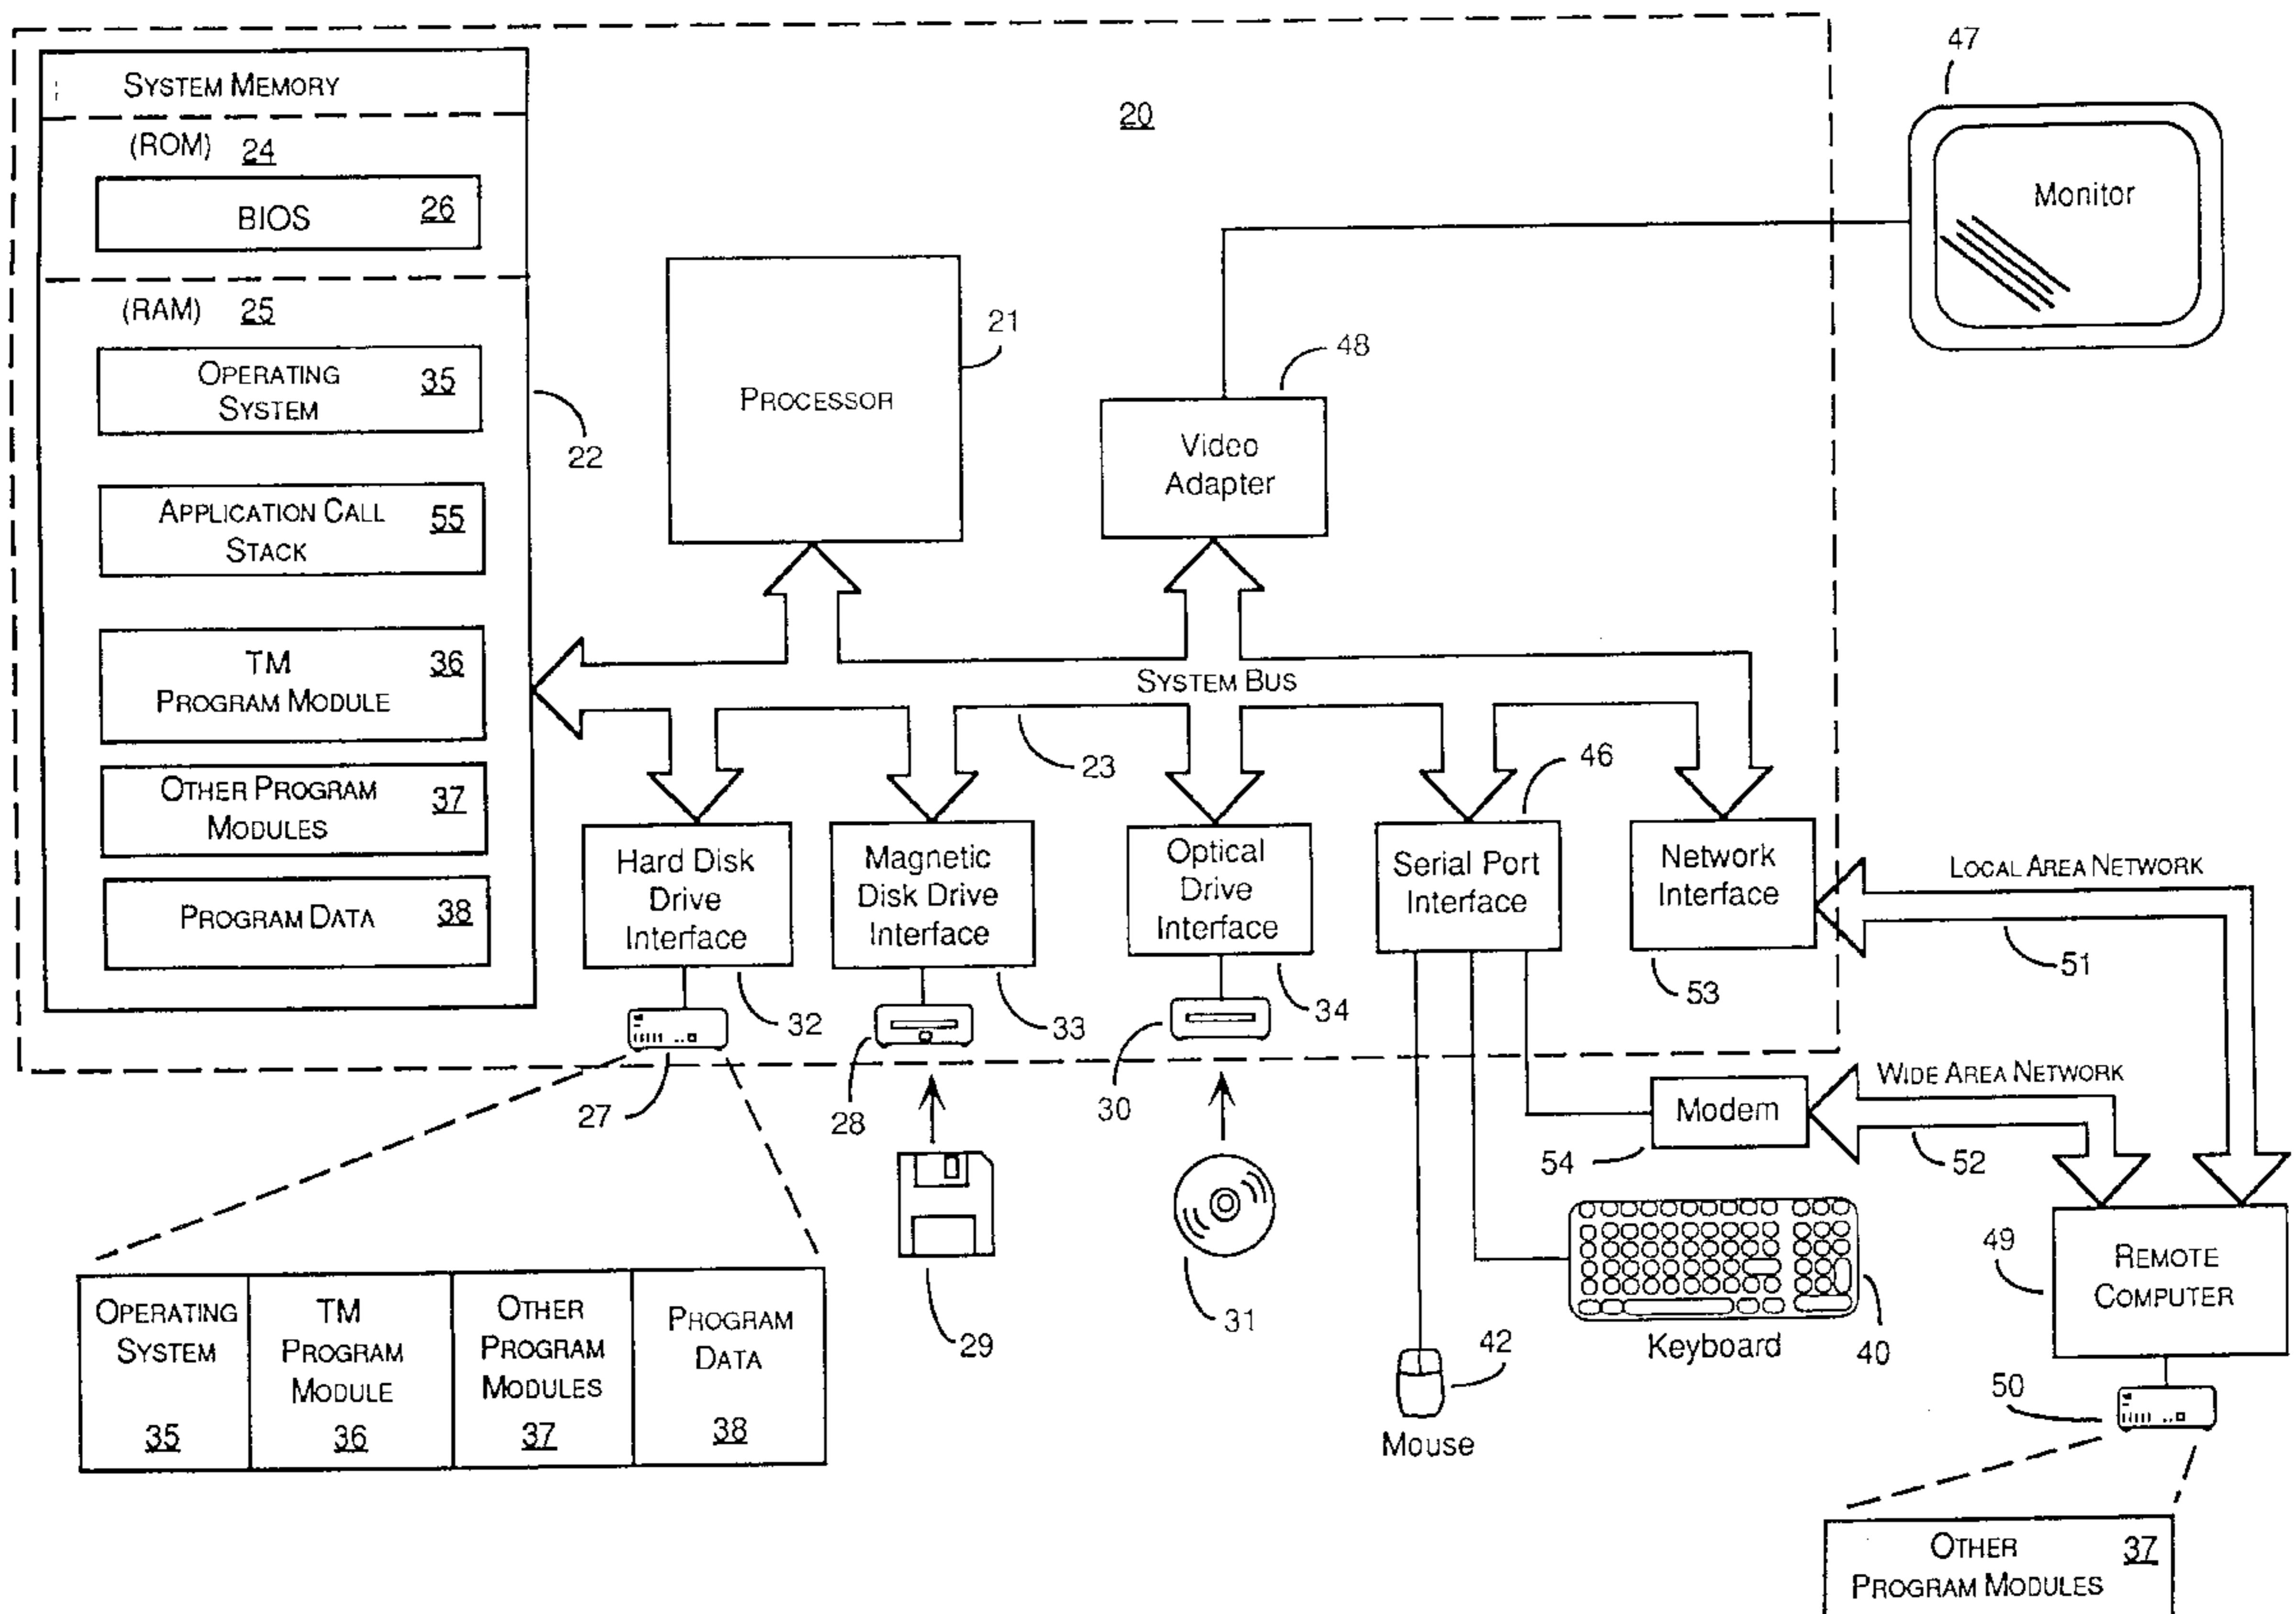 SYSTEM MEMORY
(ROM) 24
BIOS 26
(RAM) 25
OPERATING SYSTEM 35
APPLICATION CALL STACK 55
TM PROGRAM MODULE 36
OTHER PROGRAM MODULES 37
PROGRAM DATA 38
22
20
PROCESSOR
21
Video
Adapter
48
47
Monitor
SYSTEM BUS
23
46
Hard Disk
Drive
Interface
32
Magnetic
Disk Drive
Interface
33
Optical
Drive
Interface
34
Serial Port
Interface
Network
Interface
53
LOCAL AREA NETWORK
51
27
28
30
WIDE AREA NETWORK
52
Modem
54
29
31
42
Mouse
Keyboard
40
49
REMOTE
COMPUTER
50
OPERATING
SYSTEM
35
TM
PROGRAM
MODULE
36
OTHER
PROGRAM
MODULES
37
PROGRAM
DATA
38
OTHER 37
PROGRAM MODULES